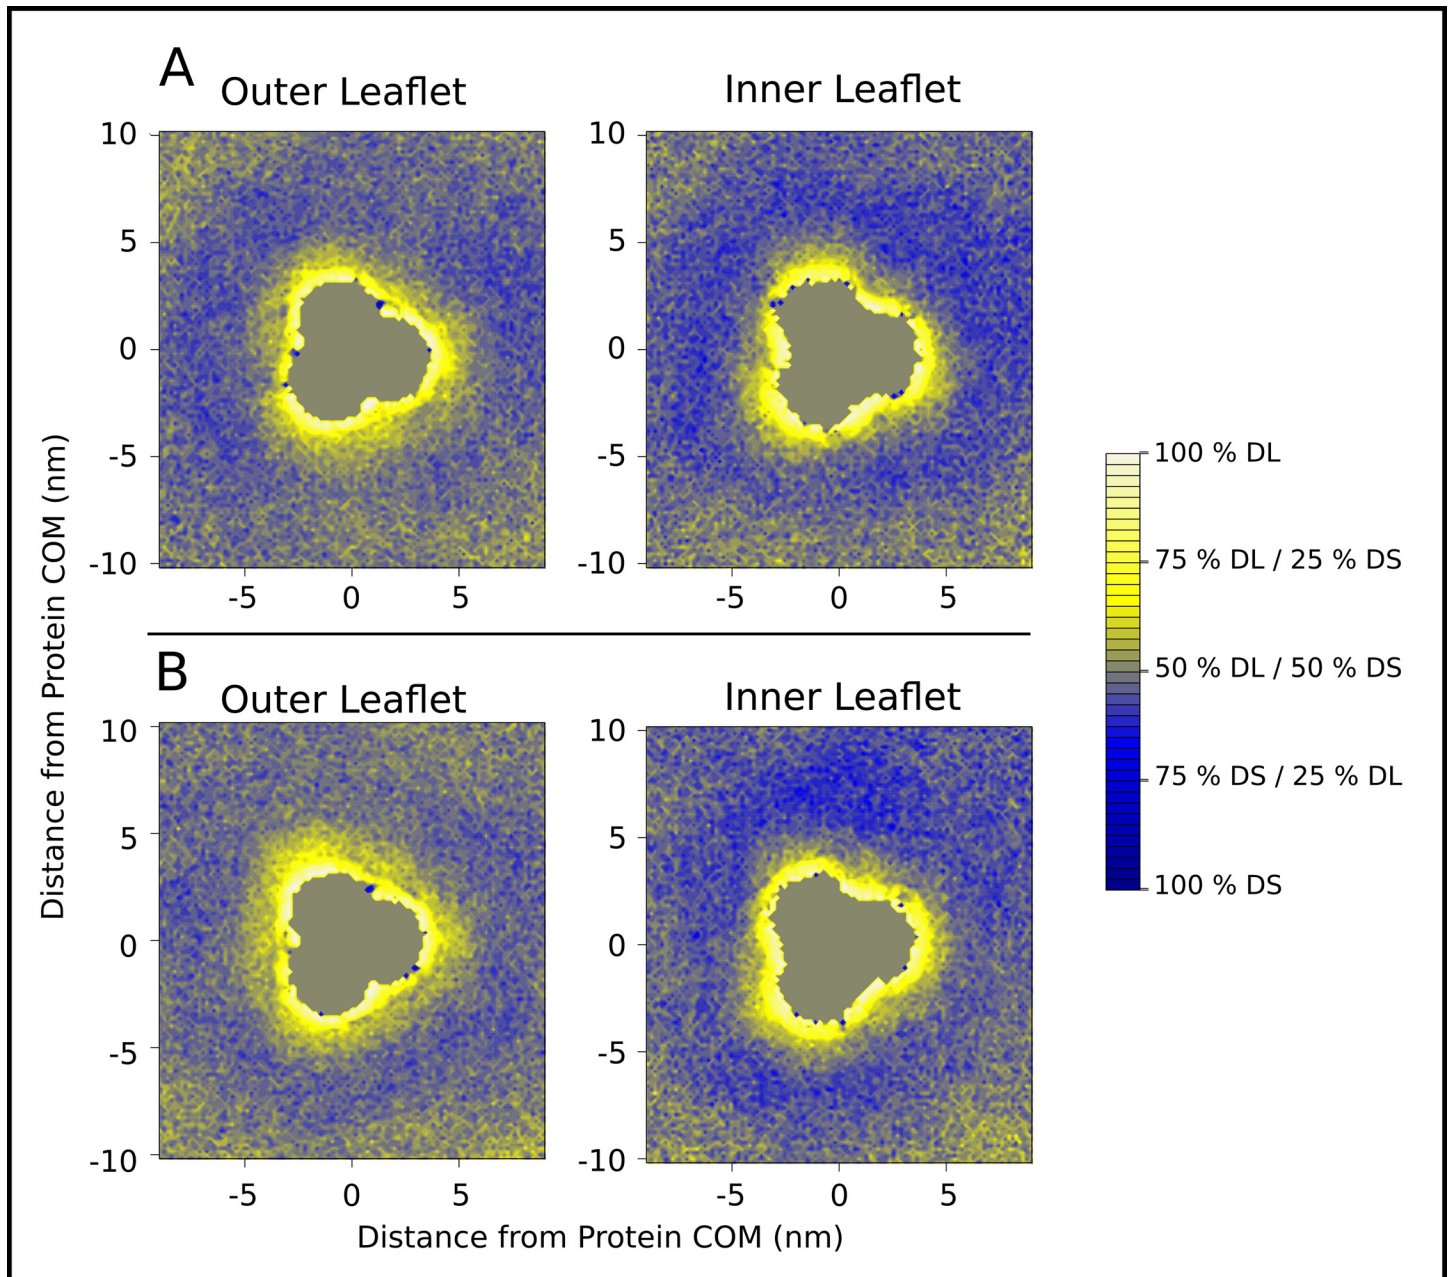 A
Outer Leaflet
Inner Leaflet
10
5
0
-5
-10
-5 0 5
10
5
0
-5
-10
-5 0 5
B
Outer Leaflet
Inner Leaflet
10
5
0
-5
-10
-5 0 5
10
5
0
-5
-10
-5 0 5
Distance from Protein COM (nm)
Distance from Protein COM (nm)
100 % DL
75 % DL / 25 % DS
50 % DL / 50 % DS
75 % DS / 25 % DL
100 % DS